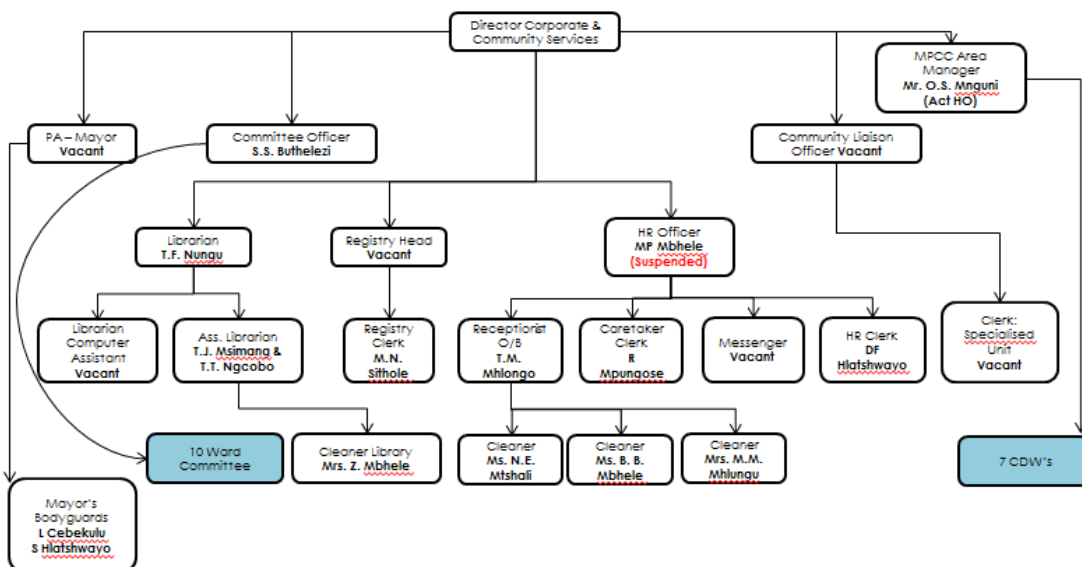 Director Corporate &
Community Services
MPCC Area
Manager
Mr. O.S. Mnguni
(Act HO)
PA – Mayor
Vacant
Committee Officer
S.S. Buthelezi
Community Liaison
Officer Vacant
Librarian
T.F. Nungu
Registry Head
Vacant
HR Officer
MP Mbhele
(Suspended)
Librarian
Computer
Assistant
Vacant
Ass. Librarian
T.J. Msimang &
T.T. Ngcobo
Registry
Clerk
M.N.
Sithole
Receptionist
O/B
T.M.
Mhlongo
Caretaker
Clerk
R
Mpungose
Messenger
Vacant
HR Clerk
DF
Hlatshwayo
Clerk:
Specialised
Unit
Vacant
10 Ward
Committee
Cleaner Library
Mrs. Z. Mbhele
Cleaner
Ms. N.E.
Mtshali
Cleaner
Ms. B. B.
Mbhele
Cleaner
Mrs. M.M.
Mhlungu
7 CDW's
Mayor's
Bodyguards
L Cebekulu
S Hlatshwayo